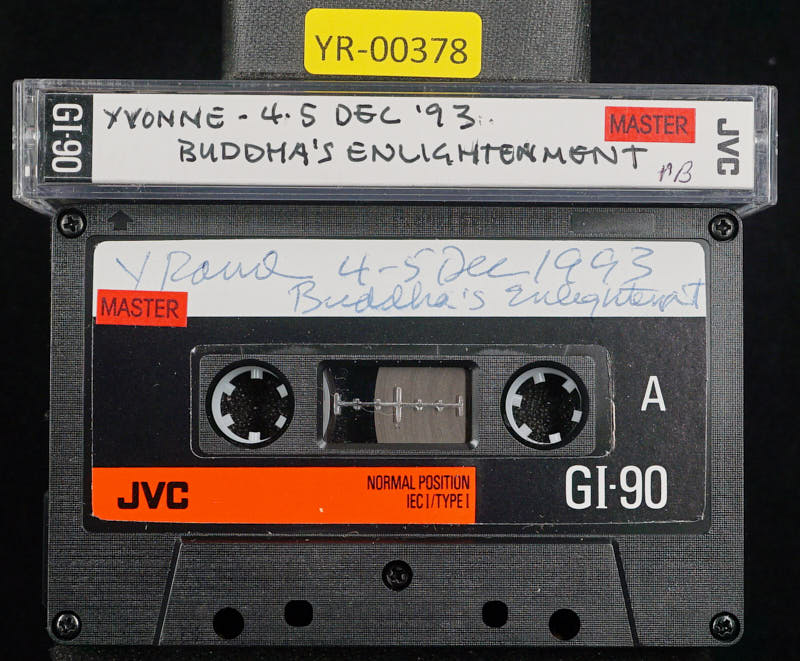 YR-00378
GI-90
YVONNE - 4.5 DEC '93
MASTER
JVC
BUDDHA'S ENLIGHTENMENT
Y Rand 4-5 Dec 1993
Buddha's Enlightenment
MASTER
A
JVC
NORMAL POSITION
IEC I/TYPE I
GI-90